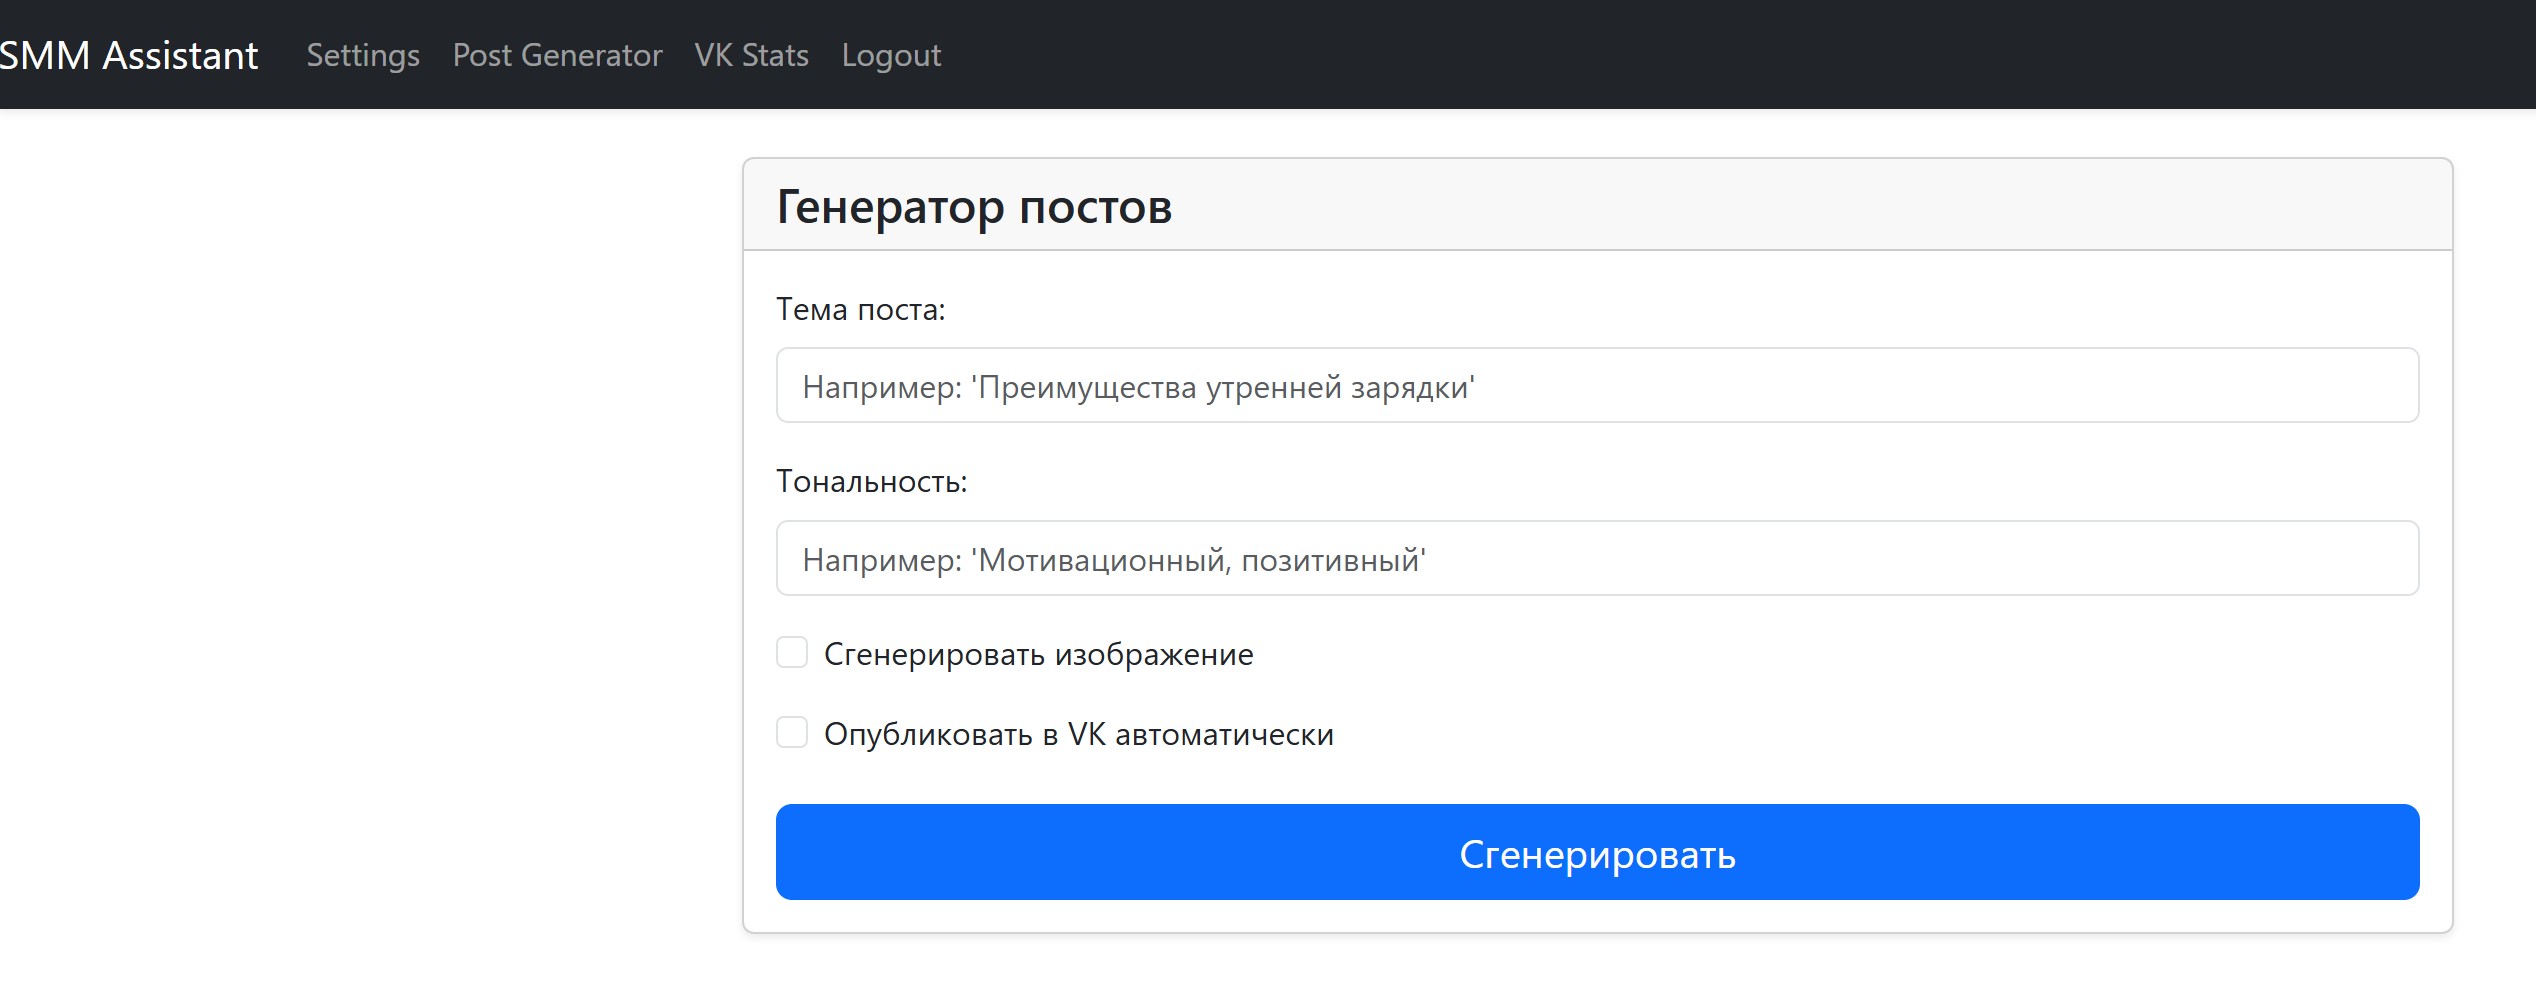 SMM Assistant Settings Post Generator VK Stats Logout
Генератор постов
Тема поста:
Например: 'Преимущества утренней зарядки'
Тональность:
Например: 'Мотивационный, позитивный'
Сгенерировать изображение
Опубликовать в VK автоматически
Сгенерировать